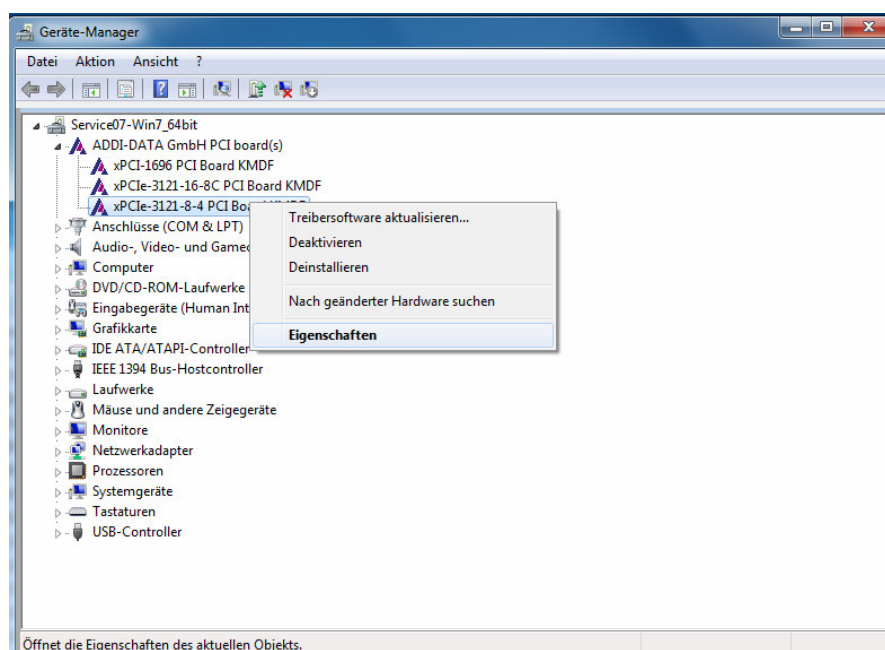 Geräte-Manager
Datei Aktion Ansicht ?
Service07-Win7_64bit
ADDI-DATA GmbH PCI board(s)
xPCI-1696 PCI Board KMDF
xPCIe-3121-16-8C PCI Board KMDF
xPCIe-3121-8-4 PCI
Anschlüsse (COM & LPT)
Audio-, Video- und
Computer
DVD/CD-ROM-Laufwerke
Eingabegeräte (Human
Grafikkarte
IDE ATA/ATAPI-Controller
IEEE 1394 Bus-Hostcontroller
Laufwerke
Mäuse und andere Zeigegeräte
Monitore
Netzwerkadapter
Prozessoren
Systemgeräte
Tastaturen
USB-Controller
Treibersoftware aktualisieren...
Deaktivieren
Deinstallieren
Nach geänderter Hardware suchen
Eigenschaften
Öffnet die Eigenschaften des aktuellen Objekts.